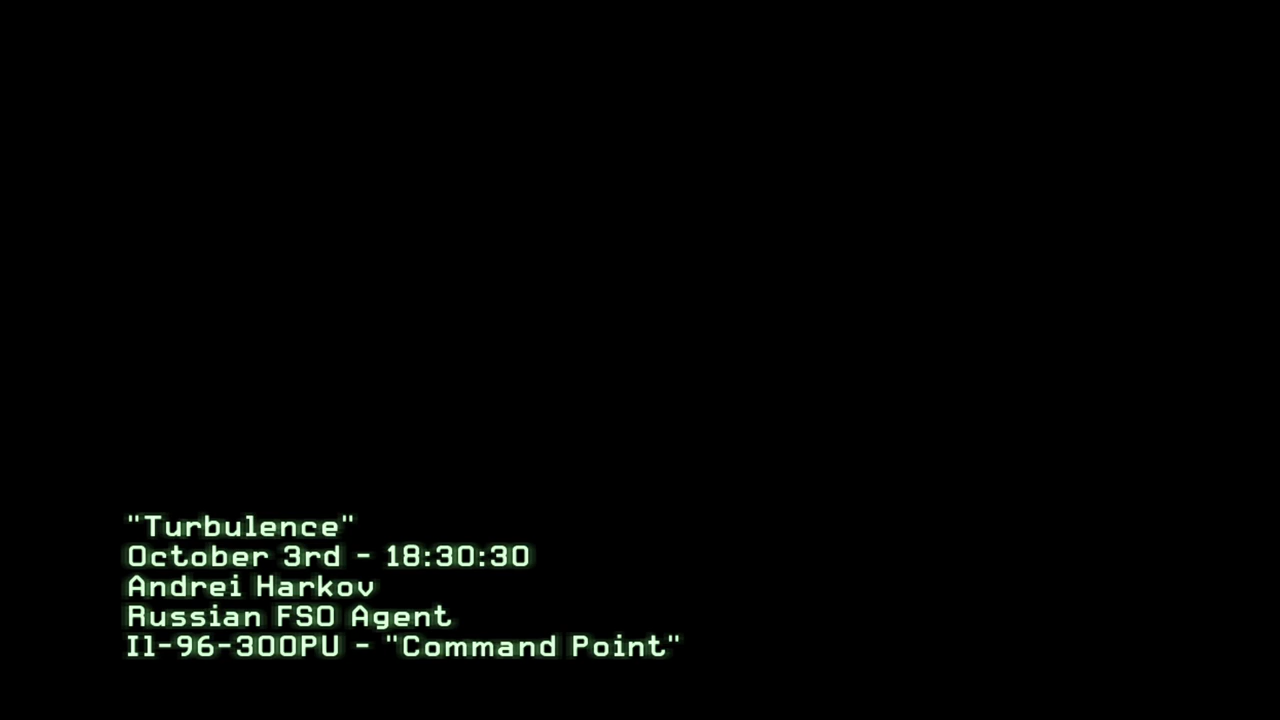 "Turbulence"
October 3rd - 18:30:30
Andrei Harkov
Russian FSO Agent
Il-96-300PU - "Command Point"